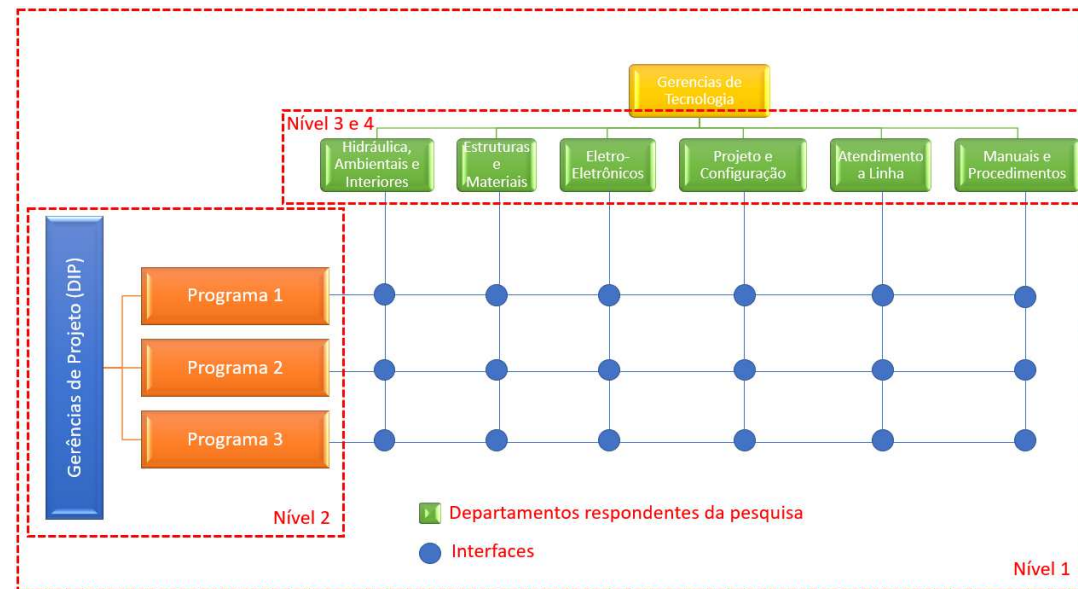 Gerencias de
Tecnologia
Nível 3 e 4
Hidráulica,
Ambientais e
Interiores
Estruturas
e
Materiais
Eletro-
Eletrônicos
Projeto e
Configuração
Atendimento
a Linha
Manuais e
Procedimentos
Gerências de Projeto (DIP)
Programa 1
Programa 2
Programa 3
Nível 2
Departamentos respondentes da pesquisa
Interfaces
Nível 1